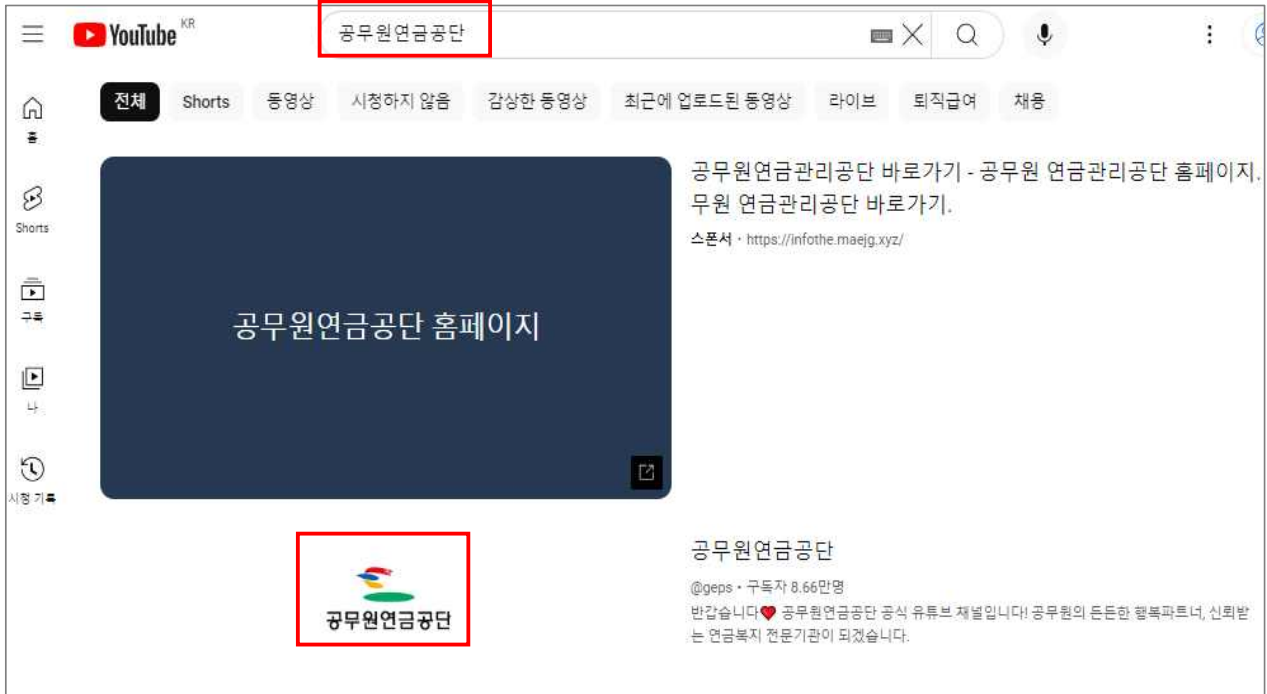 YouTube KR
공무원연금공단
전체 Shorts 동영상 시청하지 않음 감상한 동영상 최근에 업로드된 동영상 라이브 퇴직급여 채용
홈
Shorts
구독
나
시청 기록
공무원연금공단 홈페이지
공무원연금관리공단 바로가기 - 공무원 연금관리공단 홈페이지.
무원 연금관리공단 바로가기.
스폰서 · https://infothe.maejg.xyz/
공무원연금공단
공무원연금공단
@geps · 구독자 8.66만명
반갑습니다❤ 공무원연금공단 공식 유튜브 채널입니다! 공무원의 든든한 행복파트너, 신뢰받
는 연금복지 전문기관이 되겠습니다.